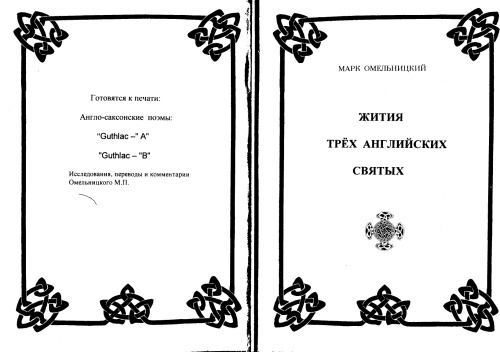 Готовятся к печати:
Англо-саксонские поэмы:
"Guthlac –" A"
"Guthlac – "B"
Исследования, переводы и комментарии
Омельницкого М.П.
МАРК ОМЕЛЬНИЦКИЙ
ЖИТИЯ
ТРЁХ АНГЛИЙСКИХ
СВЯТЫХ